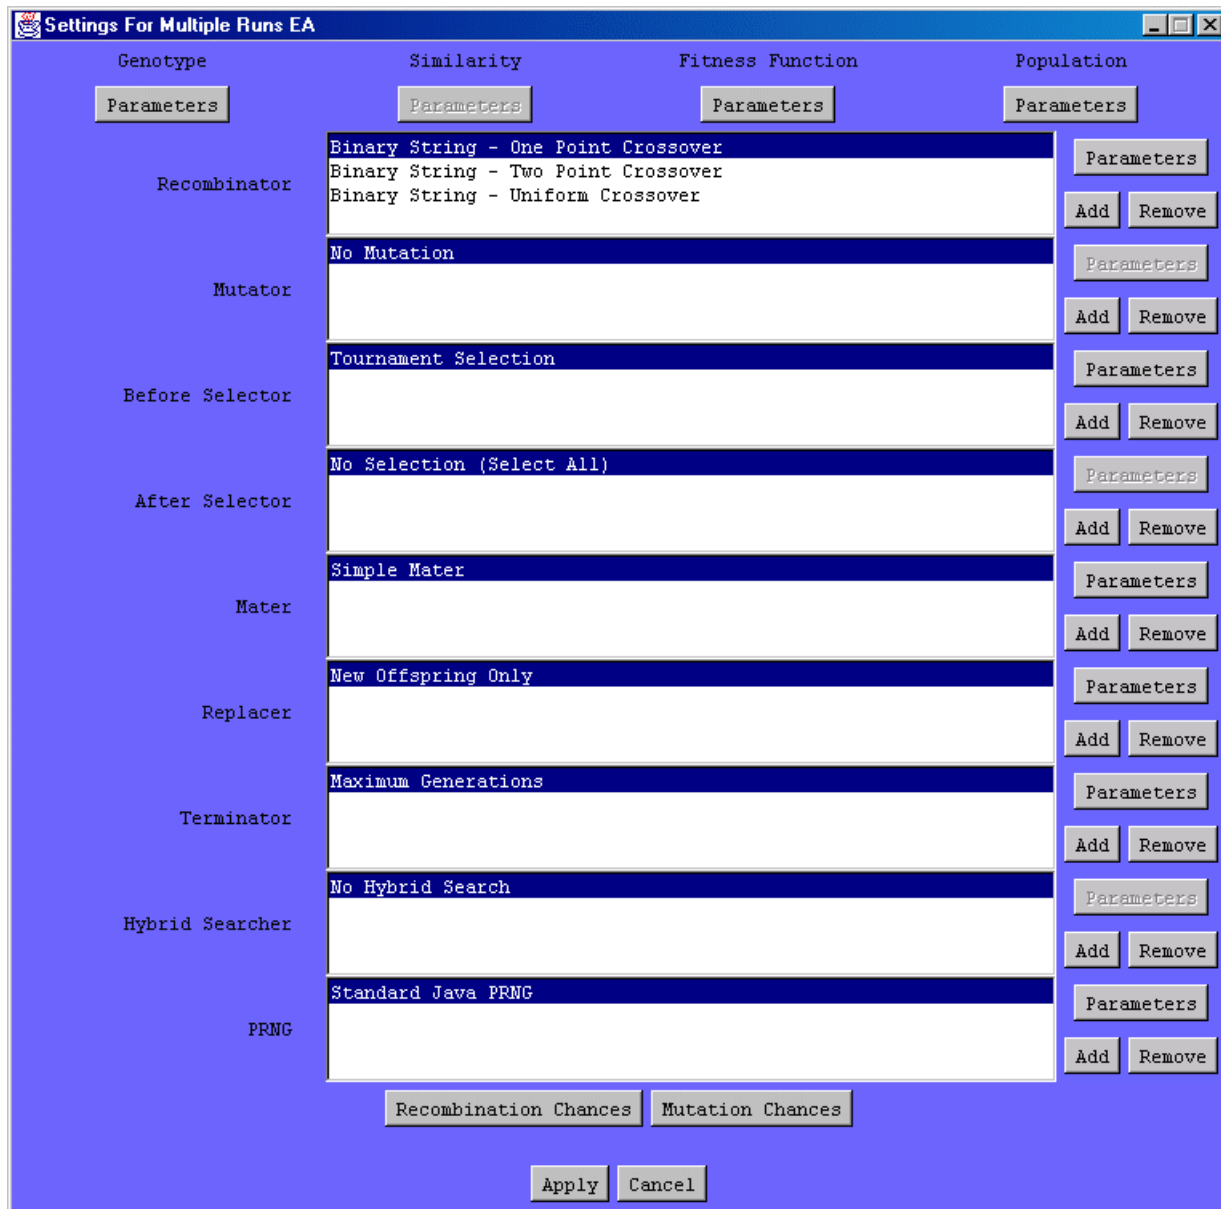 Settings For Multiple Runs EA
Genotype Similarity Fitness Function Population
Parameters Parameters Parameters Parameters
Recombinator
Binary String - One Point Crossover
Binary String - Two Point Crossover
Binary String - Uniform Crossover
Parameters
Add Remove
Mutator
No Mutation
Parameters
Add Remove
Before Selector
Tournament Selection
Parameters
Add Remove
After Selector
No Selection (Select All)
Parameters
Add Remove
Mater
Simple Mater
Parameters
Add Remove
Replacer
New Offspring Only
Parameters
Add Remove
Terminator
Maximum Generations
Parameters
Add Remove
Hybrid Searcher
No Hybrid Search
Parameters
Add Remove
PRNG
Standard Java PRNG
Parameters
Add Remove
Recombination Chances Mutation Chances
Apply Cancel